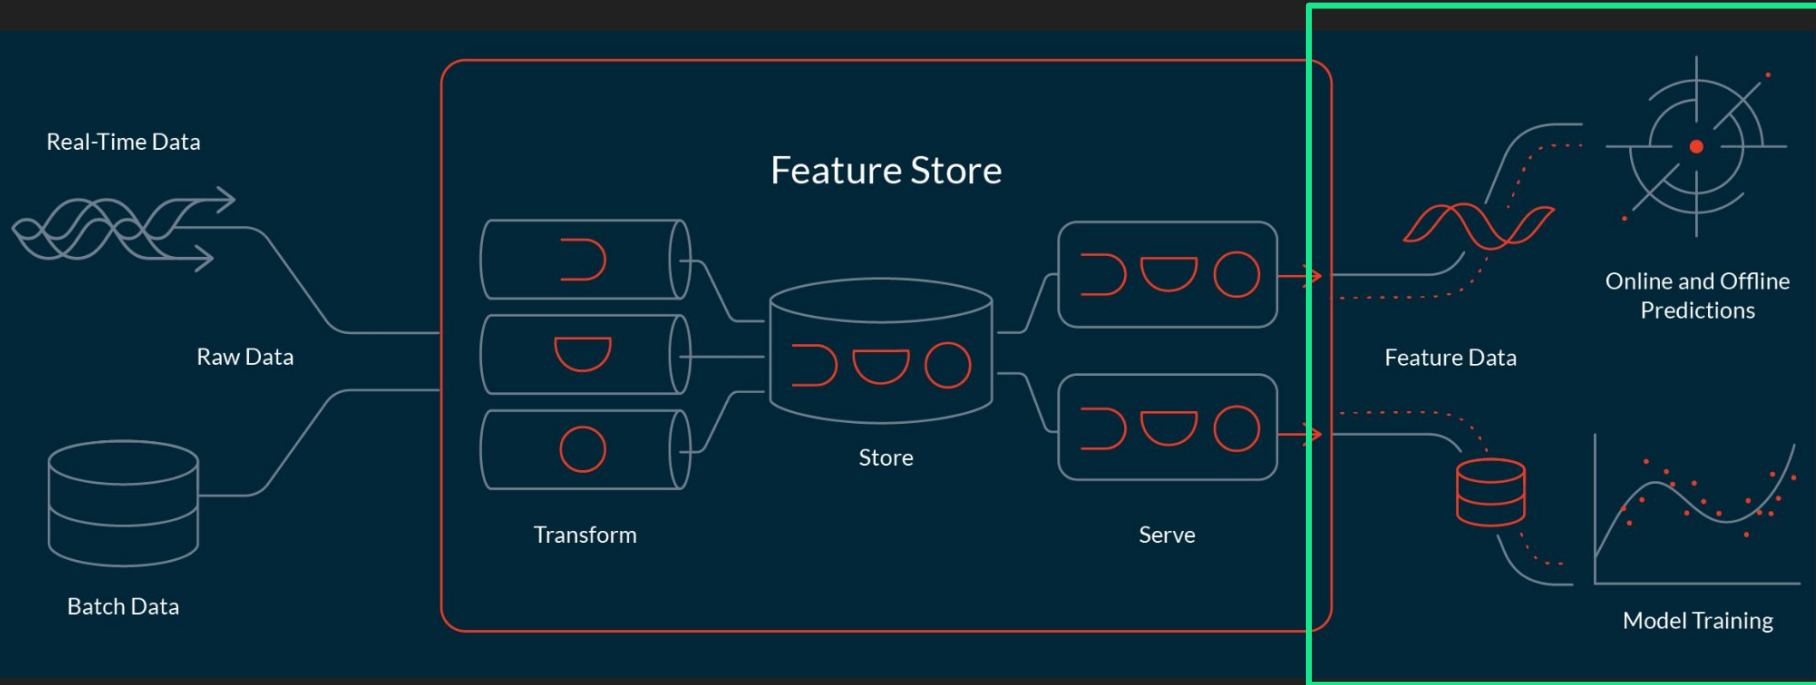 Real-Time Data
Raw Data
Batch Data
Feature Store
Transform
Store
Serve
Feature Data
Online and Offline
Predictions
Model Training